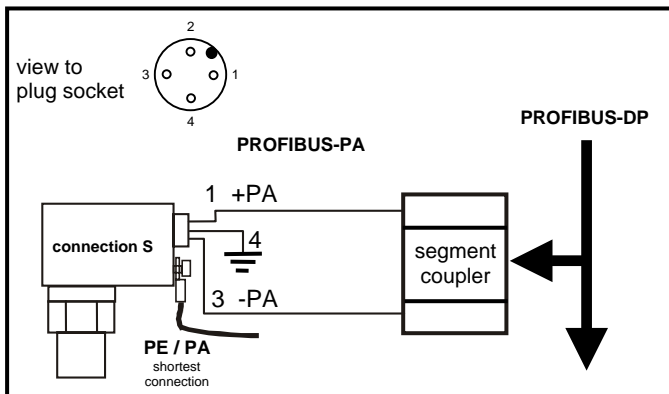 2
view to
plug socket
3
1
4
PROFIBUS-DP
PROFIBUS-PA
1 +PA
connection S
4
segment
coupler
3 -PA
PE / PA
shortest
connection